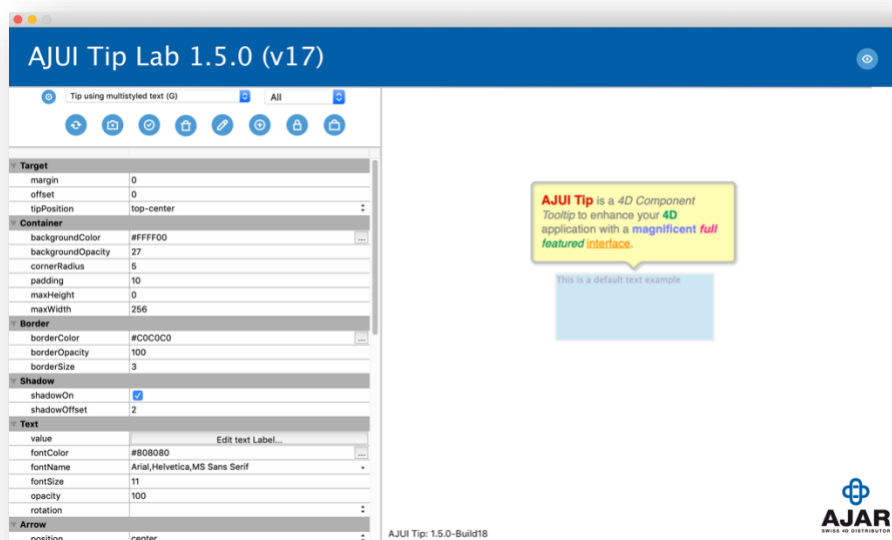 AJUI Tip Lab 1.5.0 (v17)
Tip using multistyled text (G)
All
Target
margin 0
offset 0
tipPosition top-center
Container
backgroundColor #FFFF00 ...
backgroundOpacity 27
cornerRadius 5
padding 10
maxHeight 0
maxWidth 256
Border
borderColor #C0C0C0 ...
borderOpacity 100
borderSize 3
Shadow
shadowOn
shadowOffset 2
Text
value Edit text Label...
fontColor #808080 ...
fontName Arial,Helvetica,MS Sans Serif
fontSize 11
opacity 100
rotation
Arrow
position center
AJUI Tip is a 4D Component
Tooltip to enhance your 4D
application with a magnificent full
featured interface.
This is a default text example
AJUI Tip: 1.5.0-Build18
AJAR
SWISS 4D DISTRIBUTOR